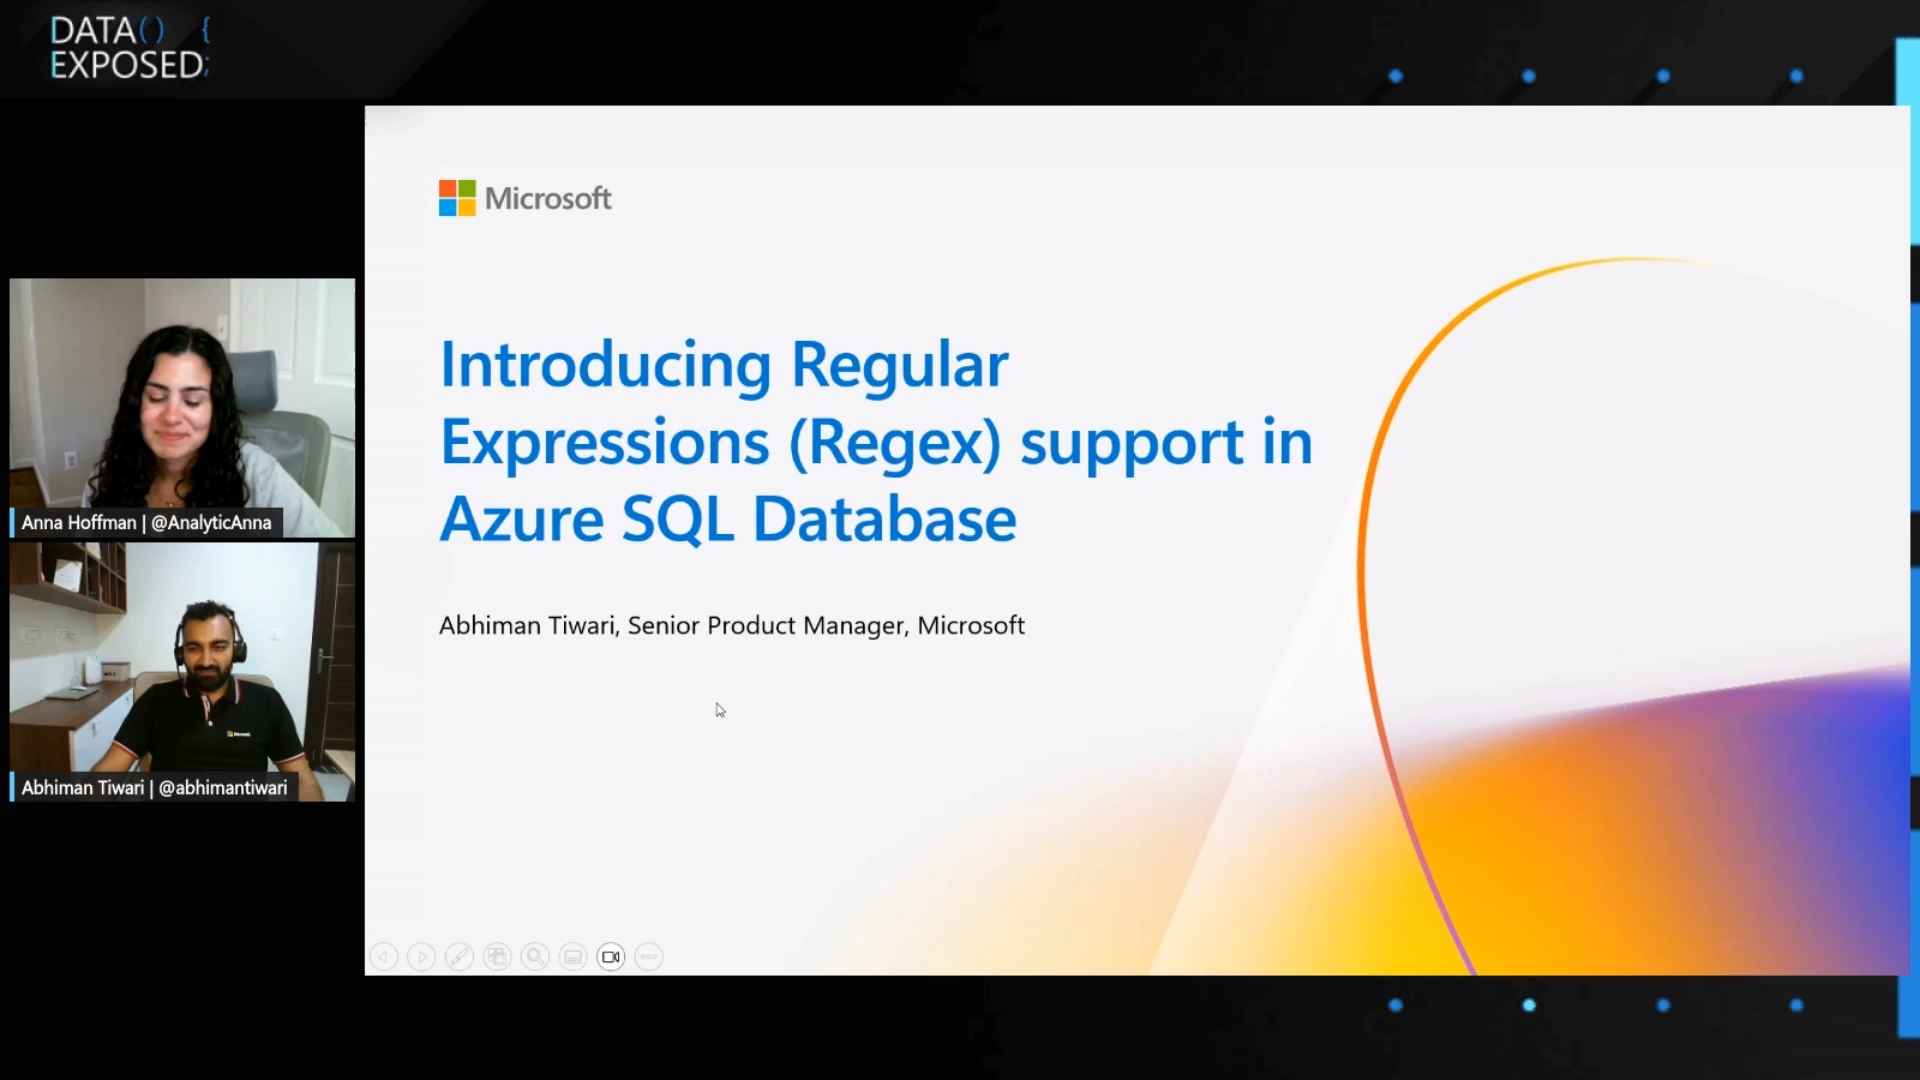 DATA() {
EXPOSED;
Microsoft
Introducing Regular
Expressions (Regex) support in
Azure SQL Database
Abhiman Tiwari, Senior Product Manager, Microsoft
Anna Hoffman | @AnalyticAnna
Microsoft
Abhiman Tiwari | @abhimantiwari